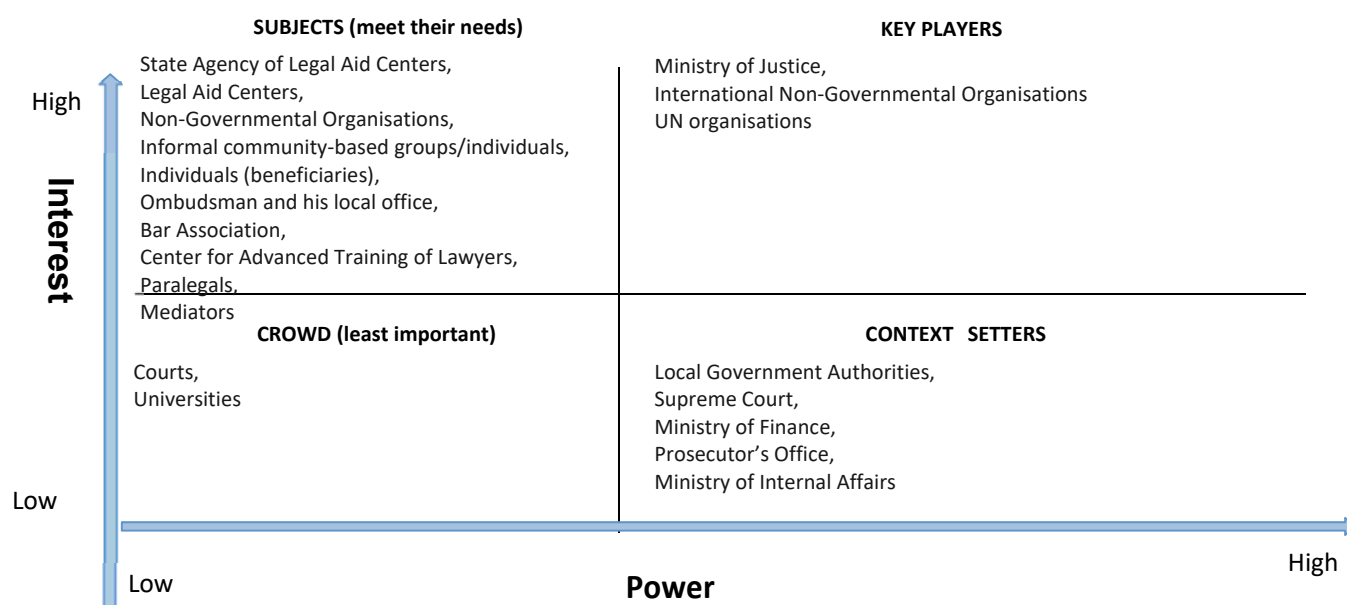 SUBJECTS (meet their needs)
State Agency of Legal Aid Centers,
Legal Aid Centers,
Non-Governmental Organisations,
Informal community-based groups/individuals,
Individuals (beneficiaries),
Ombudsman and his local office,
Bar Association,
Center for Advanced Training of Lawyers,
Paralegals,
Mediators
KEY PLAYERS
Ministry of Justice,
International Non-Governmental Organisations
UN organisations
High
Interest
CROWD (least important)
Courts,
Universities
CONTEXT SETTERS
Local Government Authorities,
Supreme Court,
Ministry of Finance,
Prosecutor’s Office,
Ministry of Internal Affairs
Low
Low
Power
High